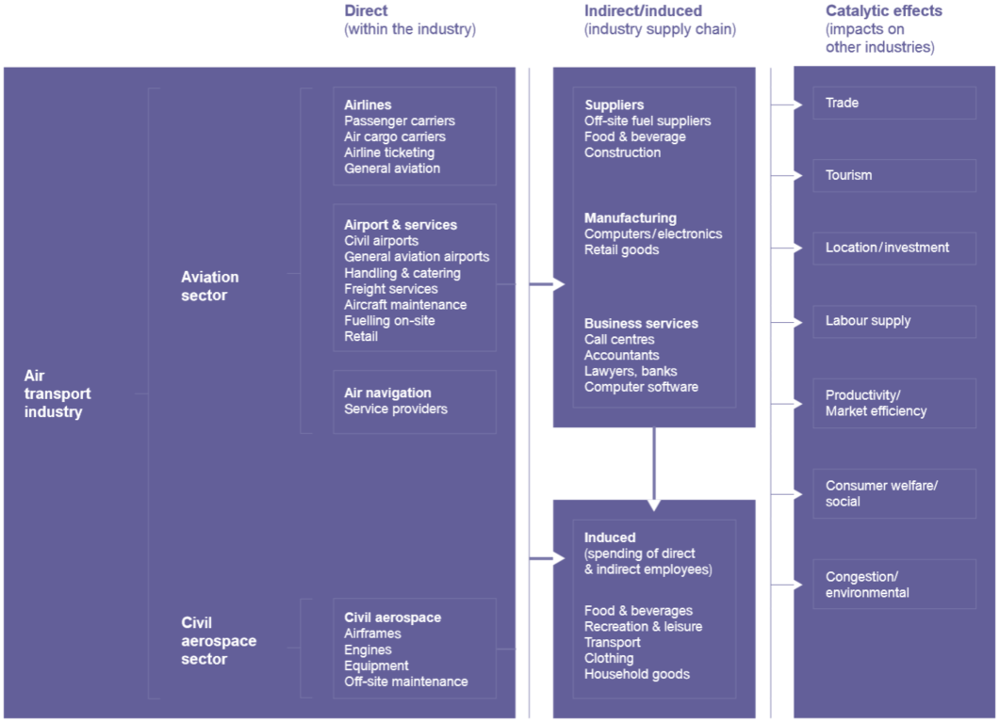 Direct
(within the industry)
Indirect/induced
(industry supply chain)
Catalytic effects
(impacts on
other industries)
Air
transport
industry
Aviation
sector
Airlines
Passenger carriers
Air cargo carriers
Airline ticketing
General aviation
Airport & services
Civil airports
General aviation airports
Handling & catering
Freight services
Aircraft maintenance
Fuelling on-site
Retail
Air navigation
Service providers
Civil
aerospace
sector
Civil aerospace
Airframes
Engines
Equipment
Off-site maintenance
Suppliers
Off-site fuel suppliers
Food & beverage
Construction
Manufacturing
Computers/electronics
Retail goods
Business services
Call centres
Accountants
Lawyers, banks
Computer software
Induced
(spending of direct
& indirect employees)
Food & beverages
Recreation & leisure
Transport
Clothing
Household goods
Trade
Tourism
Location/investment
Labour supply
Productivity/
Market efficiency
Consumer welfare/
social
Congestion/
environmental